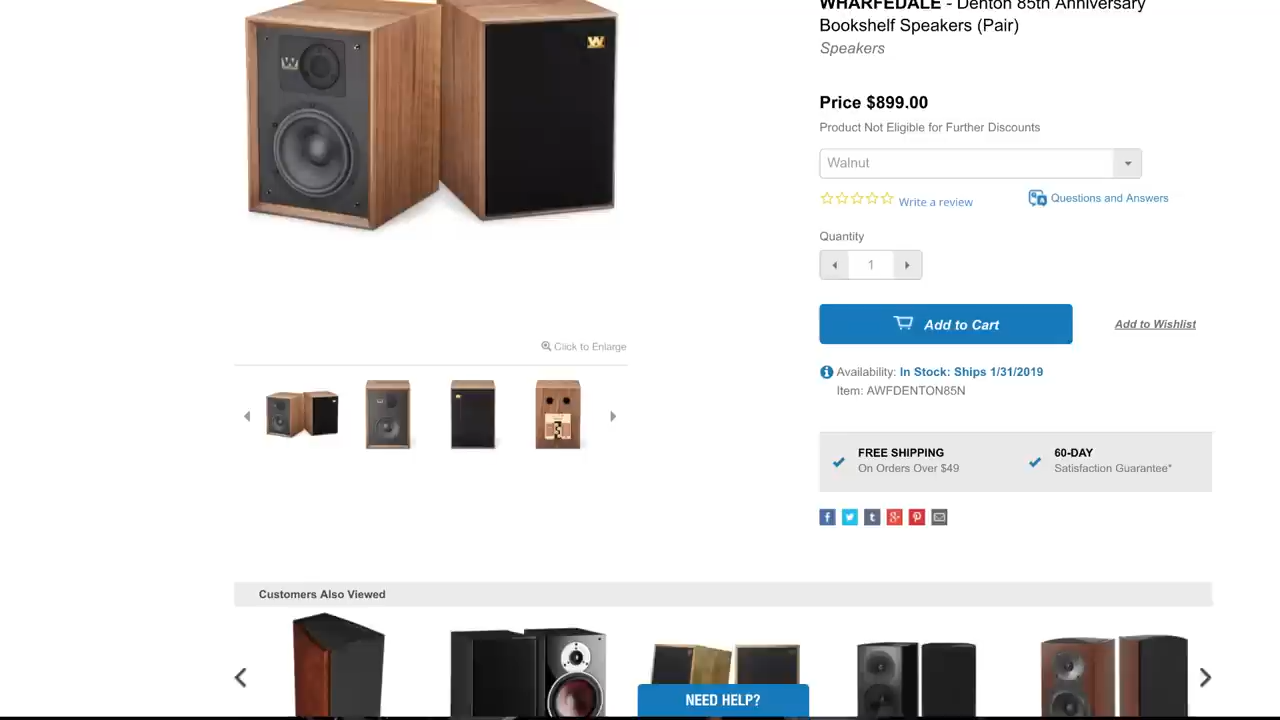 WHARFEDALE - Denton 85th Anniversary
Bookshelf Speakers (Pair)
Speakers
Price $899.00
Product Not Eligible for Further Discounts
Walnut
Write a review
Questions and Answers
Quantity
1
Add to Cart
Add to Wishlist
Click to Enlarge
Availability: In Stock: Ships 1/31/2019
Item: AWFDENTON85N
FREE SHIPPING
On Orders Over $49
60-DAY
Satisfaction Guarantee*
Customers Also Viewed
NEED HELP?